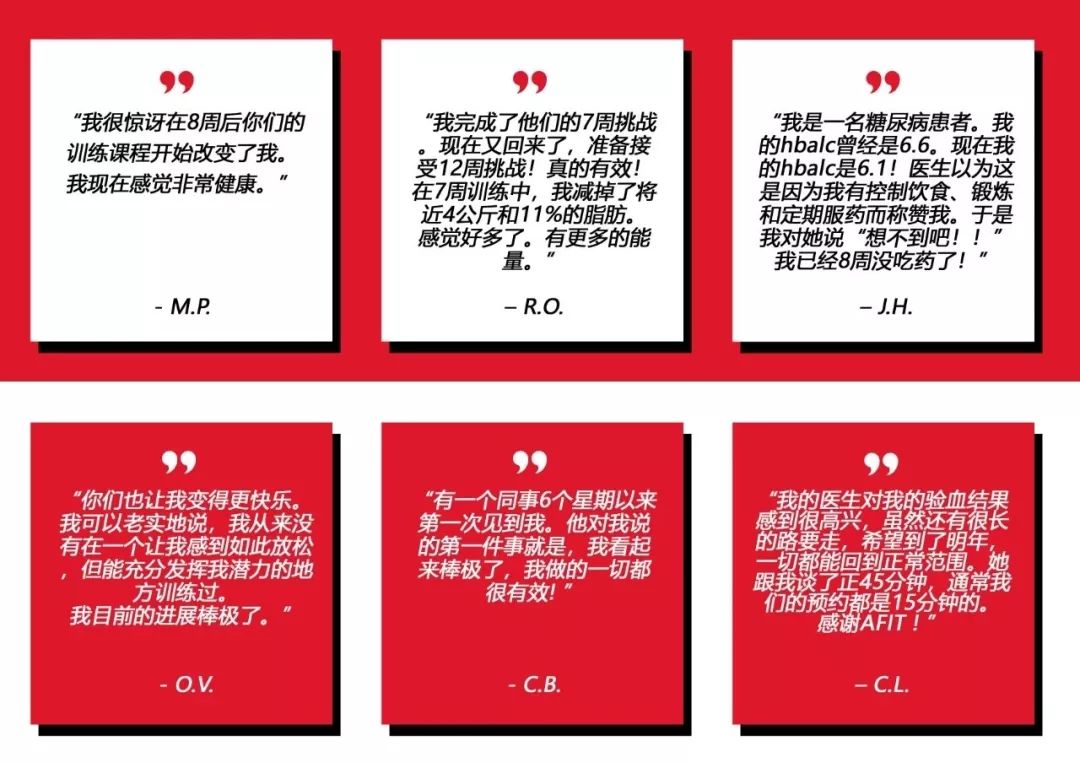 “我很惊讶在8周后你们的
训练课程开始改变了我。
我现在感觉非常健康。”
- M.P.
“我完成了他们的7周挑战
。现在又回来了，准备接
受12周挑战！真的有效！
在7周训练中，我减掉了将
近4公斤和11%的脂肪。
感觉好多了。有更多的能
量。”
– R.O.
“我是一名糖尿病患者。我
的hbalc曾经是6.6。现在我
的hbalc是6.1！医生以为这
是因为我有控制饮食、锻炼
和定期服药而称赞我。于是
我对她说“想不到吧！！”
我已经8周没吃药了！”
– J.H.
“你们也让我变得更快乐。
我可以老实地说，我从来没
有在一个让我感到如此放松
，但能充分发挥我潜力的地
方训练过。
我目前的进展棒极了。”
- O.V.
“有一个同事6个星期以来
第一次见到我。他对我说
的第一件事就是，我看起
来棒极了，我做的一切都
很有效!”
- C.B.
“我的医生对我的验血结果
感到很高兴，虽然还有很长
的路要走，希望到了明年，
一切都能回到正常范围。她
跟我谈了正45分钟，通常我
们的预约都是15分钟的。
感谢AFIT！”
– C.L.